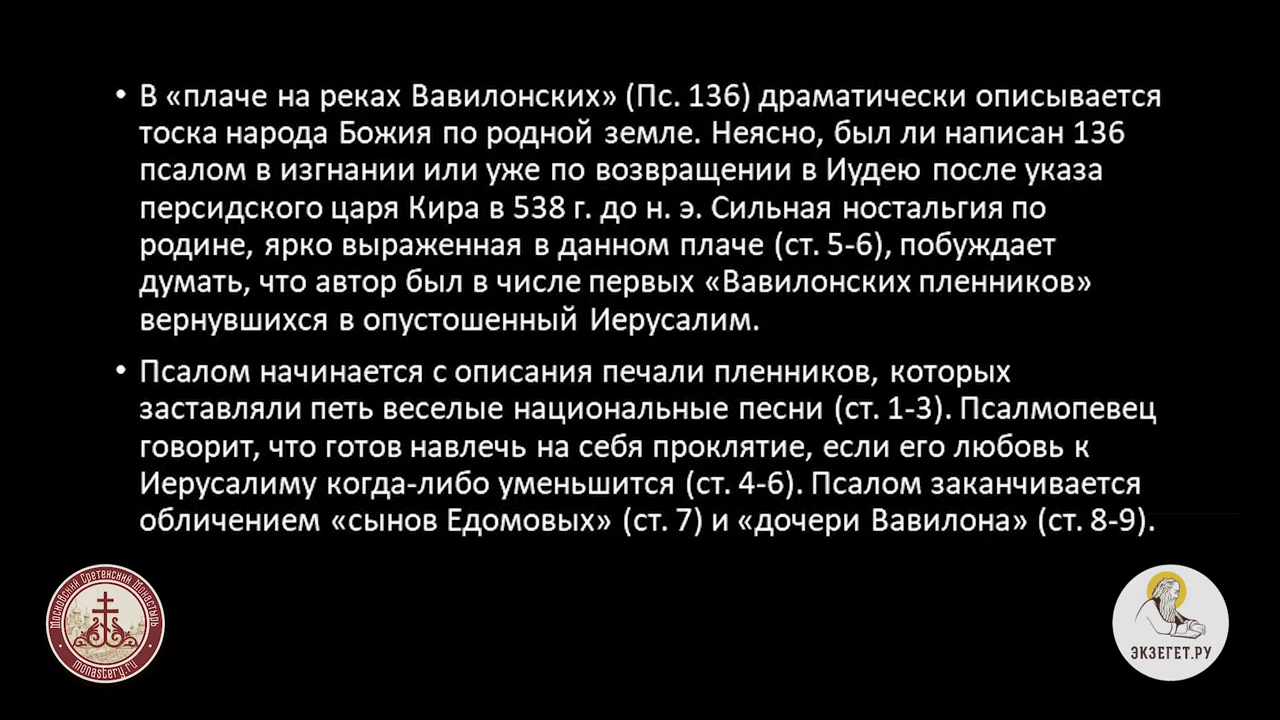 • В «плаче на реках Вавилонских» (Пс. 136) драматически описывается
тоска народа Божия по родной земле. Неясно, был ли написан 136
псалом в изгнании или уже по возвращении в Иудею после указа
персидского царя Кира в 538 г. до н. э. Сильная ностальгия по
родине, ярко выраженная в данном плаче (ст. 5-6), побуждает
думать, что автор был в числе первых «Вавилонских пленников»
вернувшихся в опустошенный Иерусалим.
• Псалом начинается с описания печали пленников, которых
заставляли петь веселые национальные песни (ст. 1-3). Псалмопевец
говорит, что готов навлечь на себя проклятие, если его любовь к
Иерусалиму когда-либо уменьшится (ст. 4-6). Псалом заканчивается
обличением «сынов Едомовых» (ст. 7) и «дочери Вавилона» (ст. 8-9).
Московский Сретенский Монастырь
monastery.ru
ЭКЗЕГЕТ.РУ